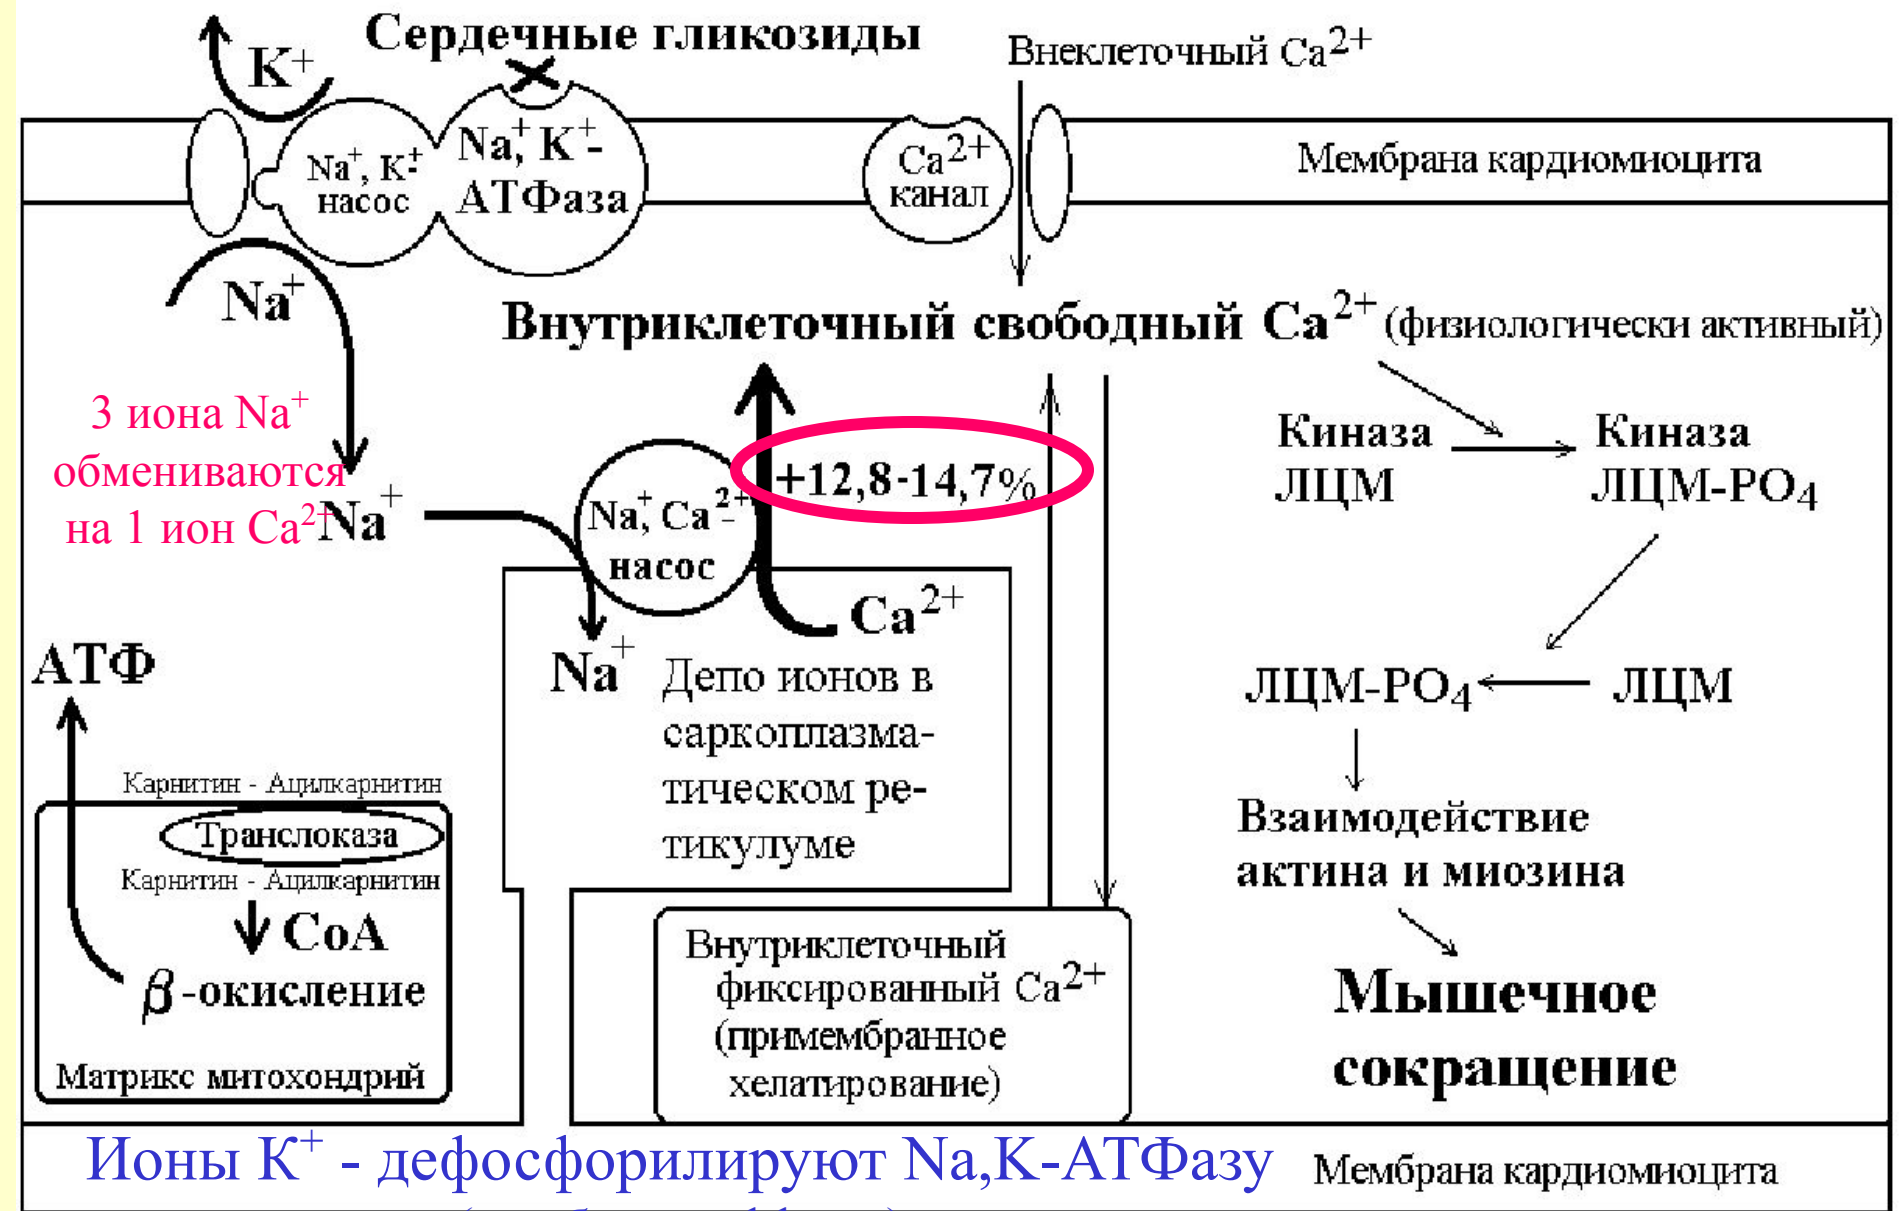 Сердечные гликозиды
Внеклеточный Ca2+
K+
Na+, K+-
насос
Na+, K+-
АТФаза
Ca2+
канал
Мембрана кардиомиоцита
Na+
Внутриклеточный свободный Ca2+ (физиологически активный)
3 иона Na+
обмениваются
на 1 ион Ca2+
Na+
Na+, Ca2+-
насос
+12,8-14,7%
Киназа
ЛЦМ
Киназа
ЛЦМ-PO4
Ca2+
Na+
Депо ионов в
саркоплазма-
тическом ре-
тикулуме
ЛЦМ-PO4
ЛЦМ
АТФ
Карнитин - Ацилкарнитин
Транслоказа
Карнитин - Ацилкарнитин
CoA
β-окисление
Матрикс митохондрий
Взаимодействие
актина и миозина
Внутриклеточный
фиксированный Ca2+
(примембранное
хелатирование)
Мышечное
сокращение
Ионы К+ - дефосфорилируют Na,K-АТФазу
Мембрана кардиомиоцита